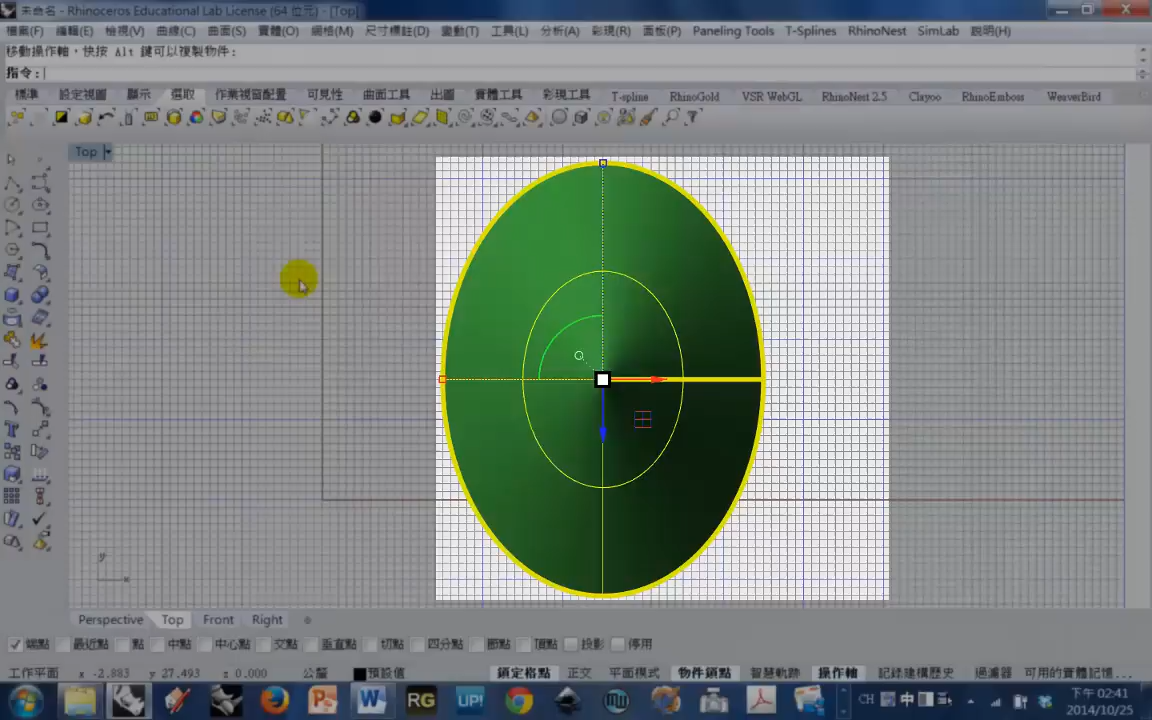 未命名 - Rhinoceros Educational Lab License (64 位元) - [Top]
檔案(F) 編輯(E) 檢視(V) 曲線(C) 曲面(S) 實體(O) 網格(M) 尺寸標註(D) 變動(T) 工具(L) 分析(A) 彩現(R) 面板(P) Paneling Tools T-Splines RhinoNest SimLab 說明(H)
移動操作軸，快按 Alt 鍵可以複製物件:
指令:
標準 設定視圖 顯示 選取 作業視窗配置 可見性 曲面工具 出圖 實體工具 彩現工具 T-spline RhinoGold VSR WebGL RhinoNest 2.5 Clayoo RhinoEmboss WeaverBird
Top
y
x
Perspective Top Front Right
端點 最近點 點 中點 中心點 交點 垂直點 切點 四分點 節點 頂點 投影 停用
工作平面 x -2.883 y 27.493 z 0.000 公釐 預設值 鎖定格點 正交 平面模式 物件鎖點 智慧軌跡 操作軸 記錄建構歷史 過濾器 可用的實體記憶...
RG UP! CH 中 下午 02:41
2014/10/25